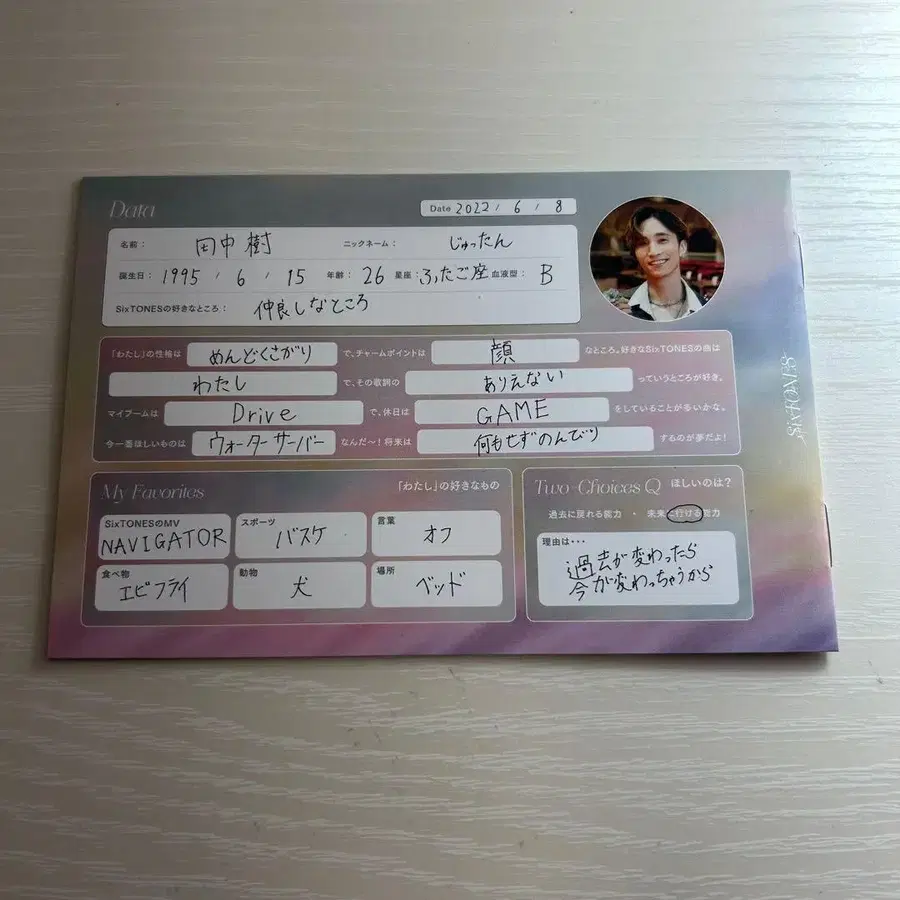 Data
Date 2022 / 6 / 8
名前： 田中 樹 ニックネーム： じゅったん
誕生日： 1995 / 6 / 15 年齢： 26 星座： ふたご座 血液型： B
SixTONESの好きなところ： 仲良しなところ
「わたし」の性格は めんどくさがり で、チャームポイントは 顔 なところ。好きなSixTONESの曲は
わたし で、その歌詞の ありえない っていうところが好き。
マイブームは Drive で、休日は GAME をしていることが多いかな。
今一番ほしいものは ウォーターサーバー なんだ〜！将来は 何もせずのんびり するのが夢だよ！
SixTONES
My Favorites 「わたし」の好きなもの
SixTONESのMV NAVIGATOR
スポーツ バスケ
言葉 オフ
食べ物 エビフライ
動物 犬
場所 ベッド
Two-Choices Q ほしいのは？
過去に戻れる能力 ・ 未来に行ける能力
理由は・・・
過去が変わったら
今が変わっちゃうから